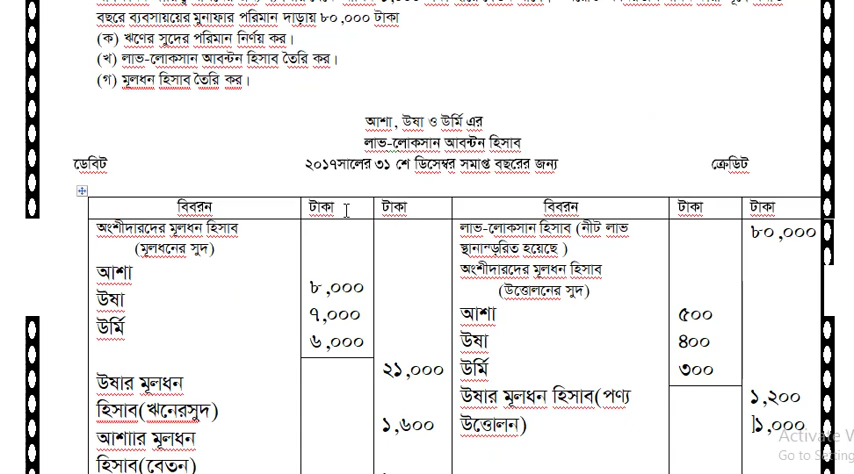 বছরে ব্যবসায়য়ের মুনাফার পরিমান দাড়ায় ৮০,০০০ টাকা
(ক) ঋণের সুদের পরিমান নির্ণয় কর।
(খ) লাভ-লোকসান আবন্টন হিসাব তৈরি কর।
(গ) মুলধন হিসাব তৈরি কর।
আশা, উষা ও উর্মি এর
লাভ-লোকসান আবন্টন হিসাব
ডেবিট ২০১৭সালের ৩১ শে ডিসেম্বর সমাপ্ত বছরের জন্য ক্রেডিট
বিবরন টাকা টাকা বিবরন টাকা টাকা
অংশীদারদের মূলধন হিসাব
(মূলধনের সুদ)
আশা ৮,০০০
উষা ৭,০০০
উর্মি ৬,০০০
২১,০০০
উষার মূলধন
হিসাব(ঋনেরসুদ) ১,৬০০
আশাার মূলধন
হিসাব(বেতন)
লাভ-লোকসান হিসাব (নীট লাভ ৮০,০০০
স্থানান্ড়রিত হয়েছে )
অংশীদারদের মূলধন হিসাব
(উত্তোলনের সুদ)
আশা ৫০০
উষা ৪০০
উর্মি ৩০০
১,২০০
উষার মূলধন হিসাব(পণ্য
উত্তোলন) ১,০০০
Activate W
Go to Setting